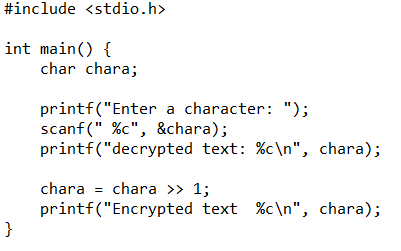 #include <stdio.h>
int main() {
    char chara;
    printf("Enter a character: ");
    scanf(" %c", &chara);
    printf("decrypted text: %c\n", chara);
    chara = chara >> 1;
    printf("Encrypted text  %c\n", chara);
}